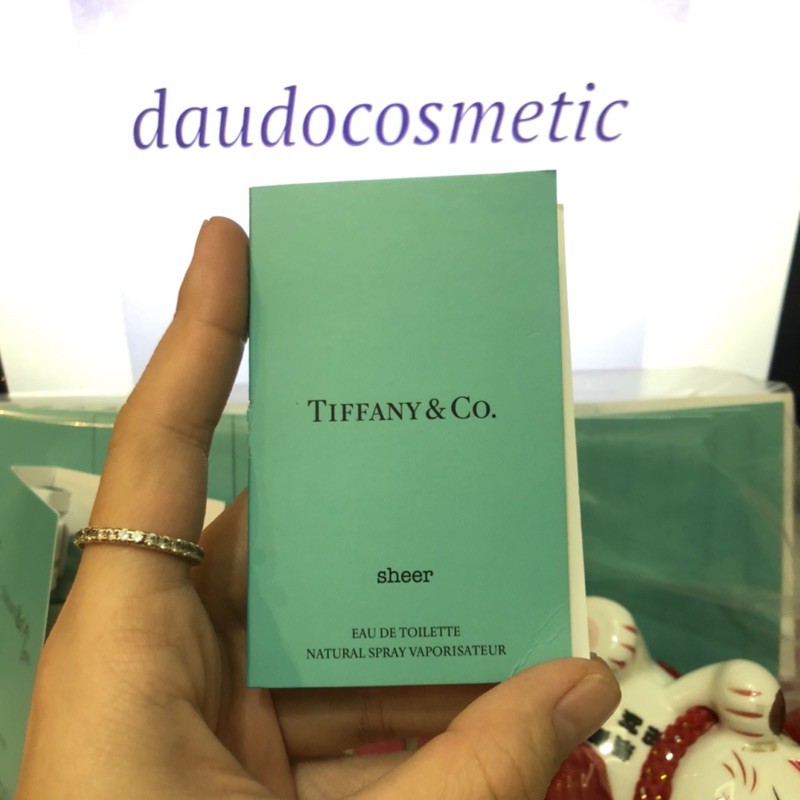 daudocosmetic
TIFFANY & CO.
sheer
EAU DE TOILETTE
NATURAL SPRAY VAPORISATEUR